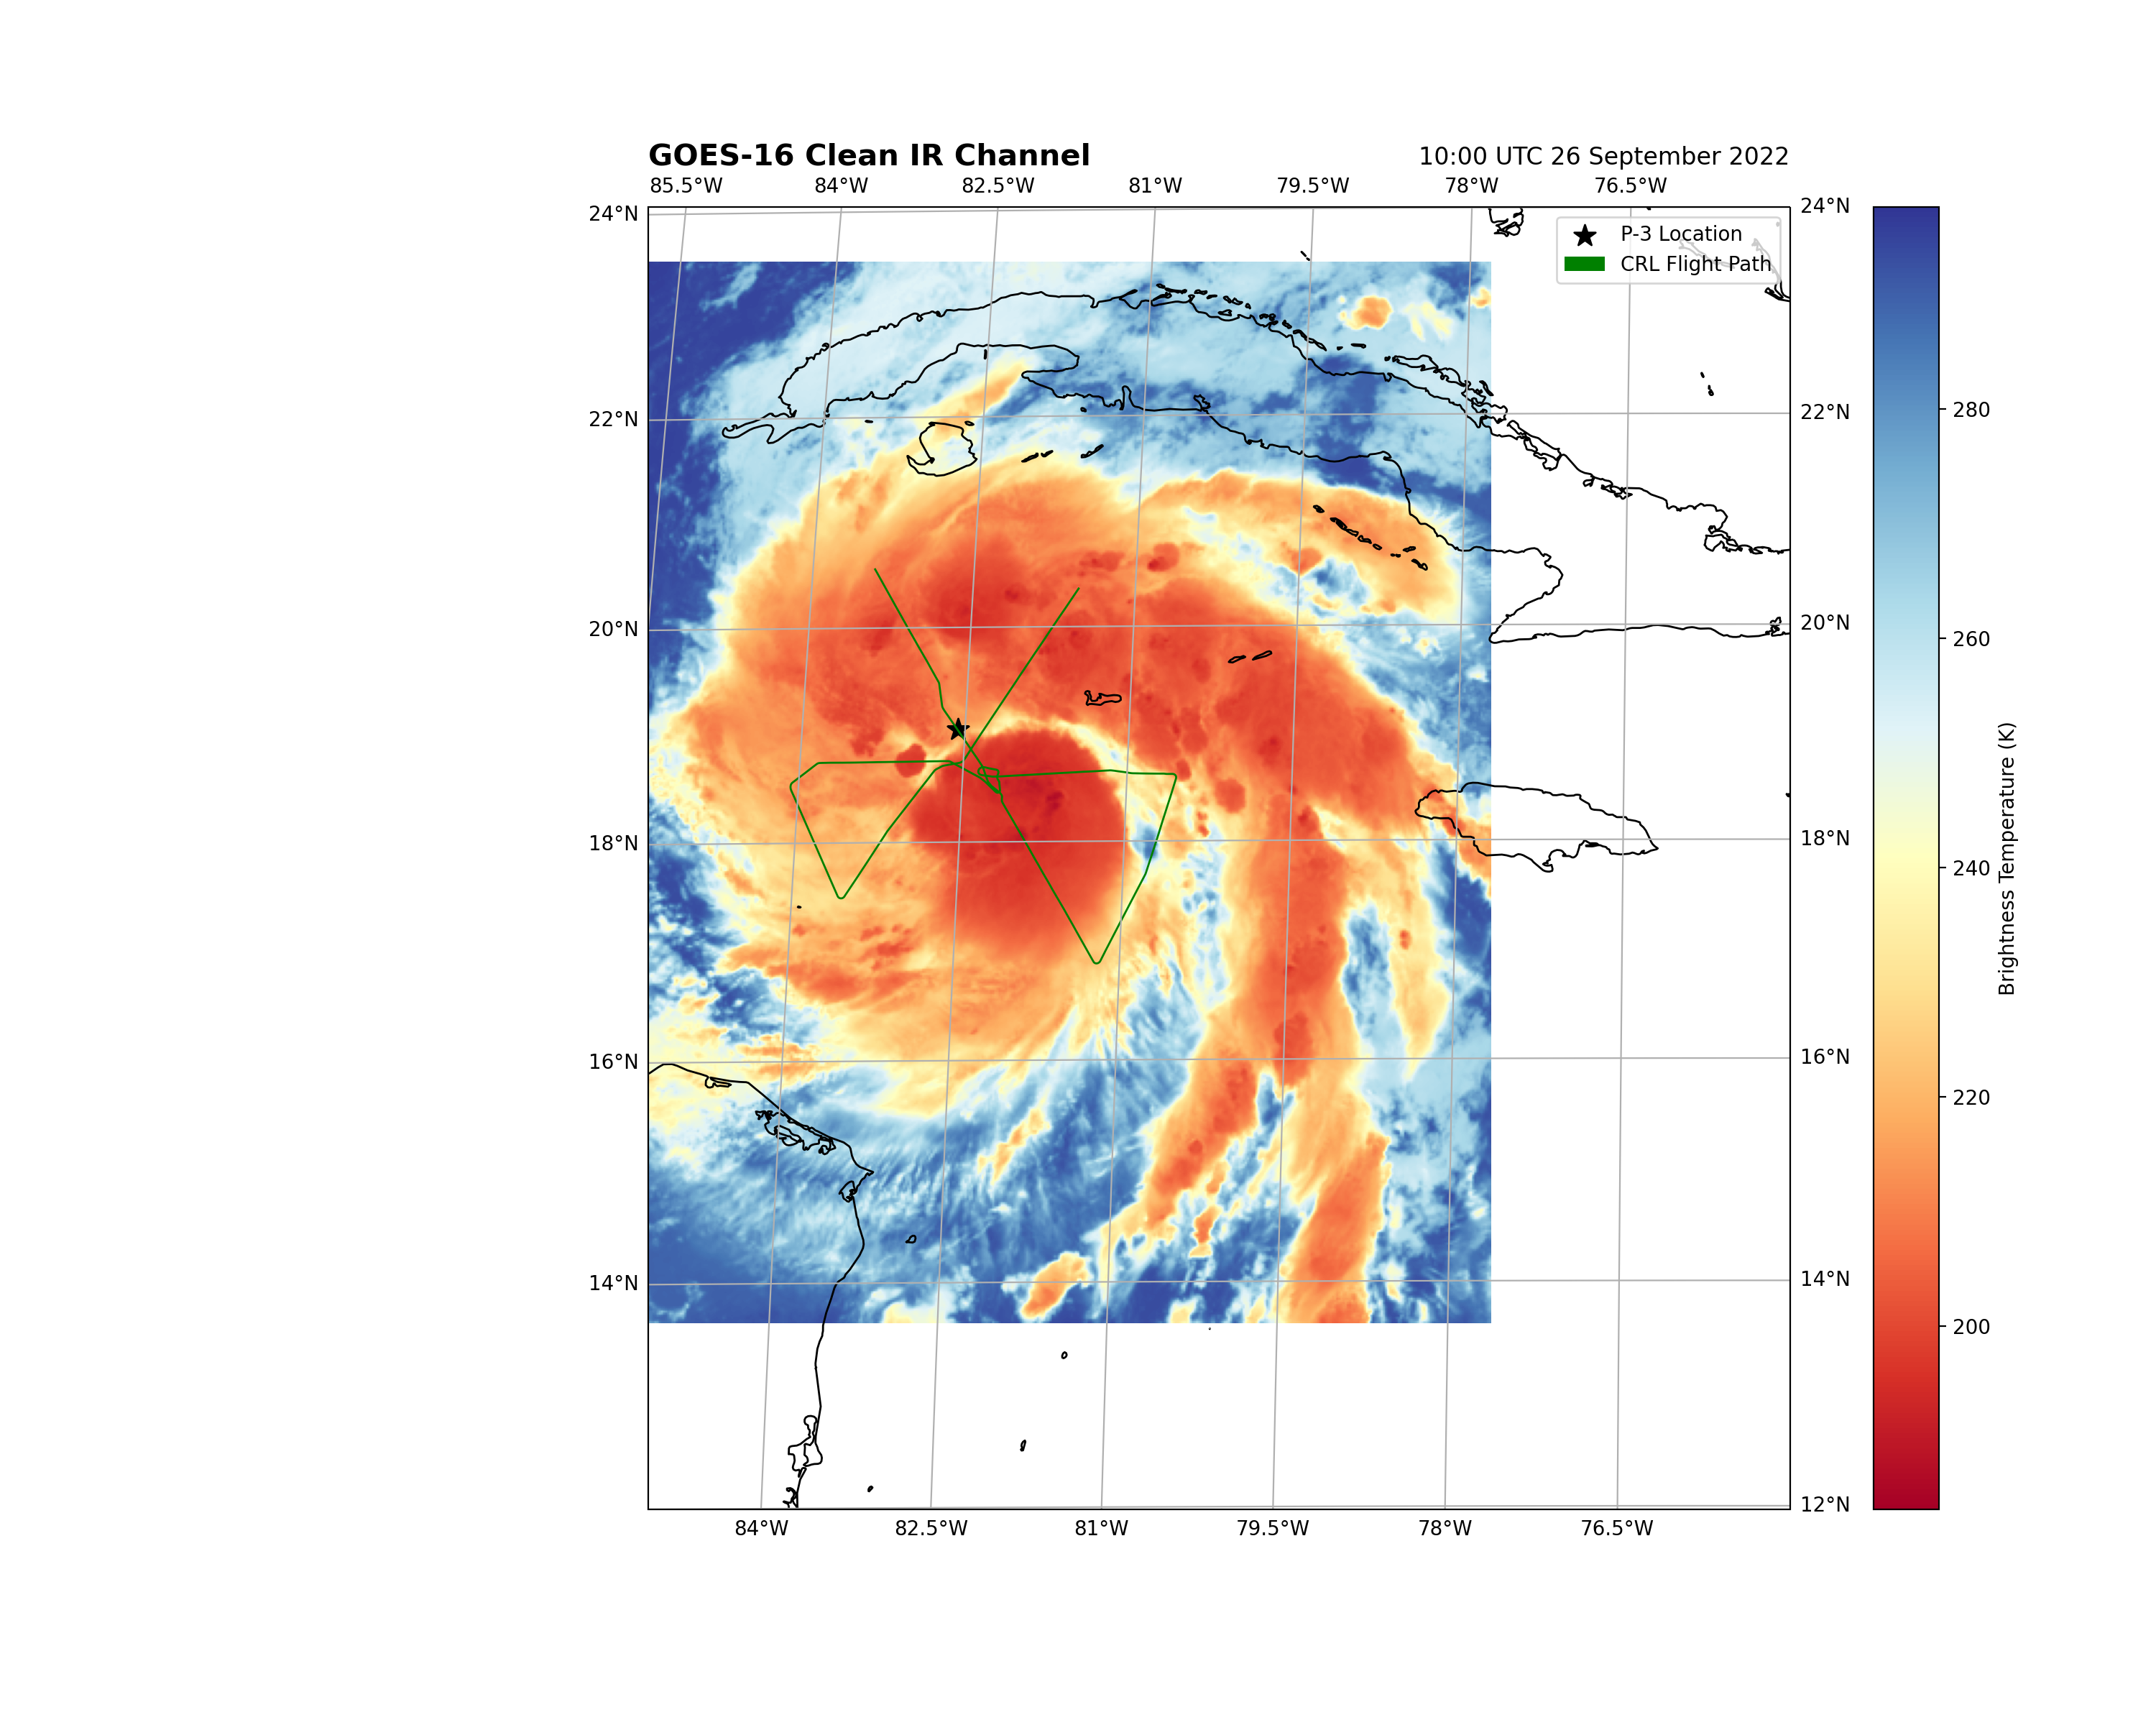 GOES-16 Clean IR Channel
10:00 UTC 26 September 2022
85.5°W 84°W 82.5°W 81°W 79.5°W 78°W 76.5°W
24°N 24°N
P-3 Location
CRL Flight Path
280
22°N 22°N
260
20°N 20°N
Brightness Temperature (K)
240
18°N 18°N
220
16°N 16°N
200
14°N 14°N
12°N
84°W 82.5°W 81°W 79.5°W 78°W 76.5°W